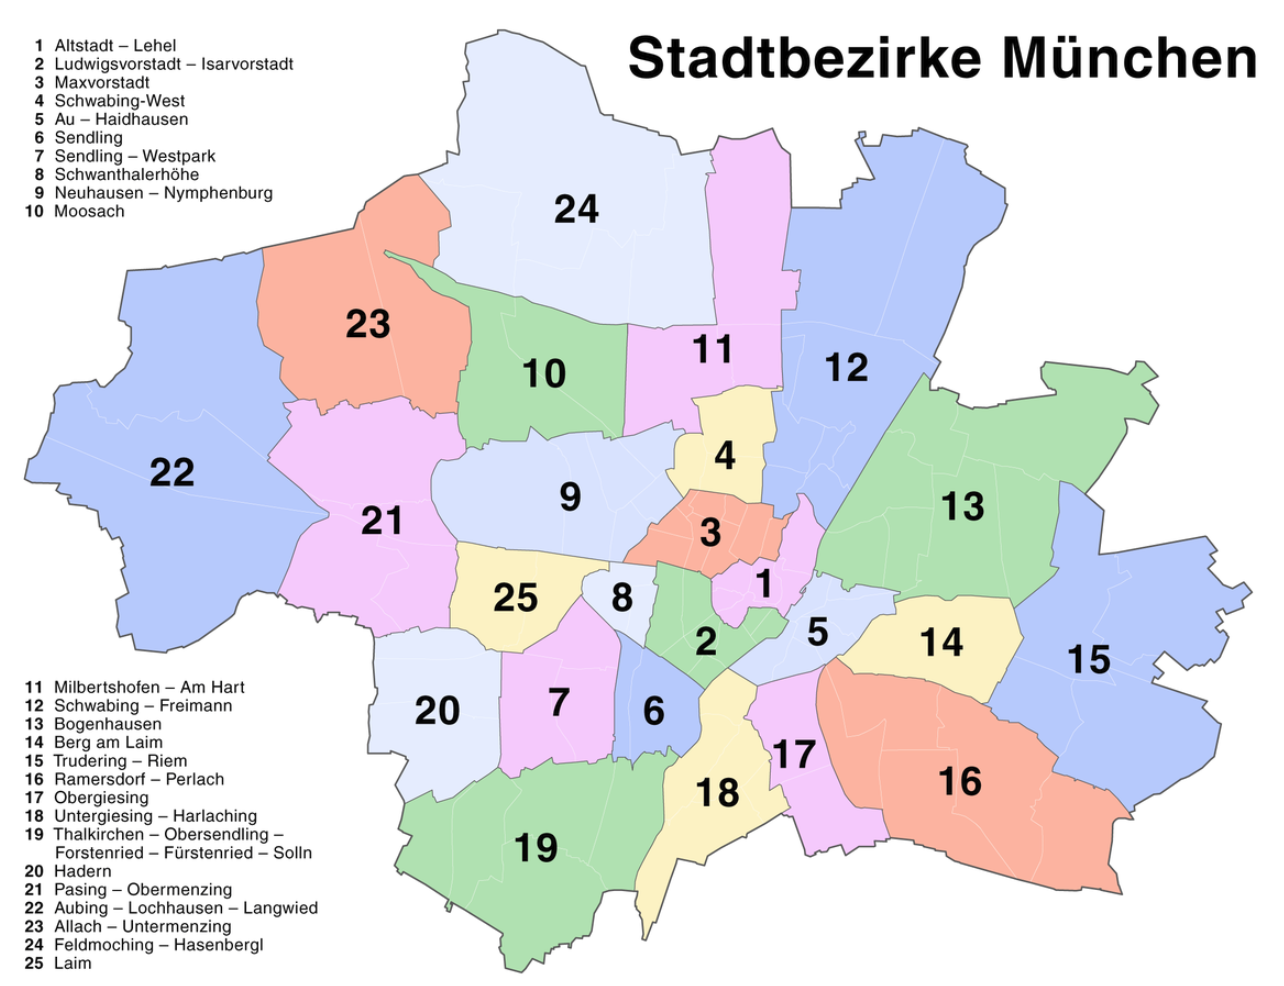 Stadtbezirke München
1 Altstadt – Lehel
2 Ludwigsvorstadt – Isarvorstadt
3 Maxvorstadt
4 Schwabing-West
5 Au – Haidhausen
6 Sendling
7 Sendling – Westpark
8 Schwanthalerhöhe
9 Neuhausen – Nymphenburg
10 Moosach
24
23
11
12
10
4
22
9
13
21
3
1
25
8
2
5
14
15
20
7
6
17
16
18
19
11 Milbertshofen – Am Hart
12 Schwabing – Freimann
13 Bogenhausen
14 Berg am Laim
15 Trudering – Riem
16 Ramersdorf – Perlach
17 Obergiesing
18 Untergiesing – Harlaching
19 Thalkirchen – Obersendling –
Forstenried – Fürstenried – Solln
20 Hadern
21 Pasing – Obermenzing
22 Aubing – Lochhausen – Langwied
23 Allach – Untermenzing
24 Feldmoching – Hasenbergl
25 Laim